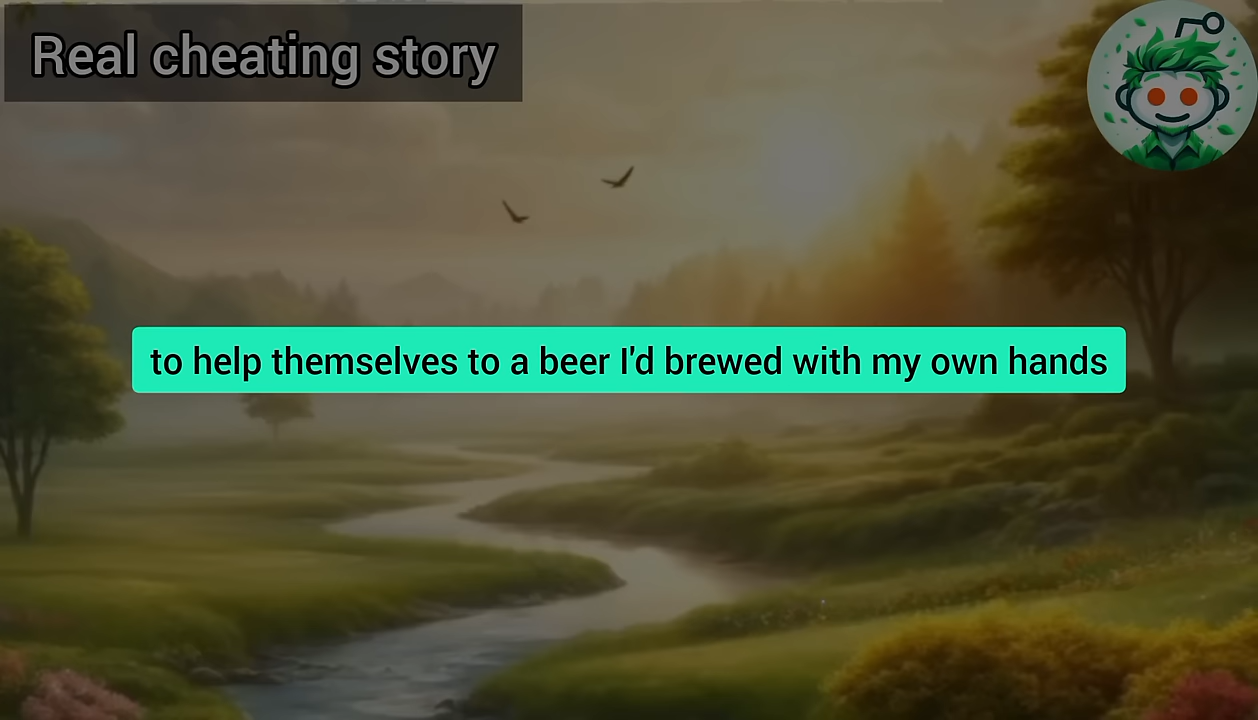 Real cheating story
to help themselves to a beer I'd brewed with my own hands